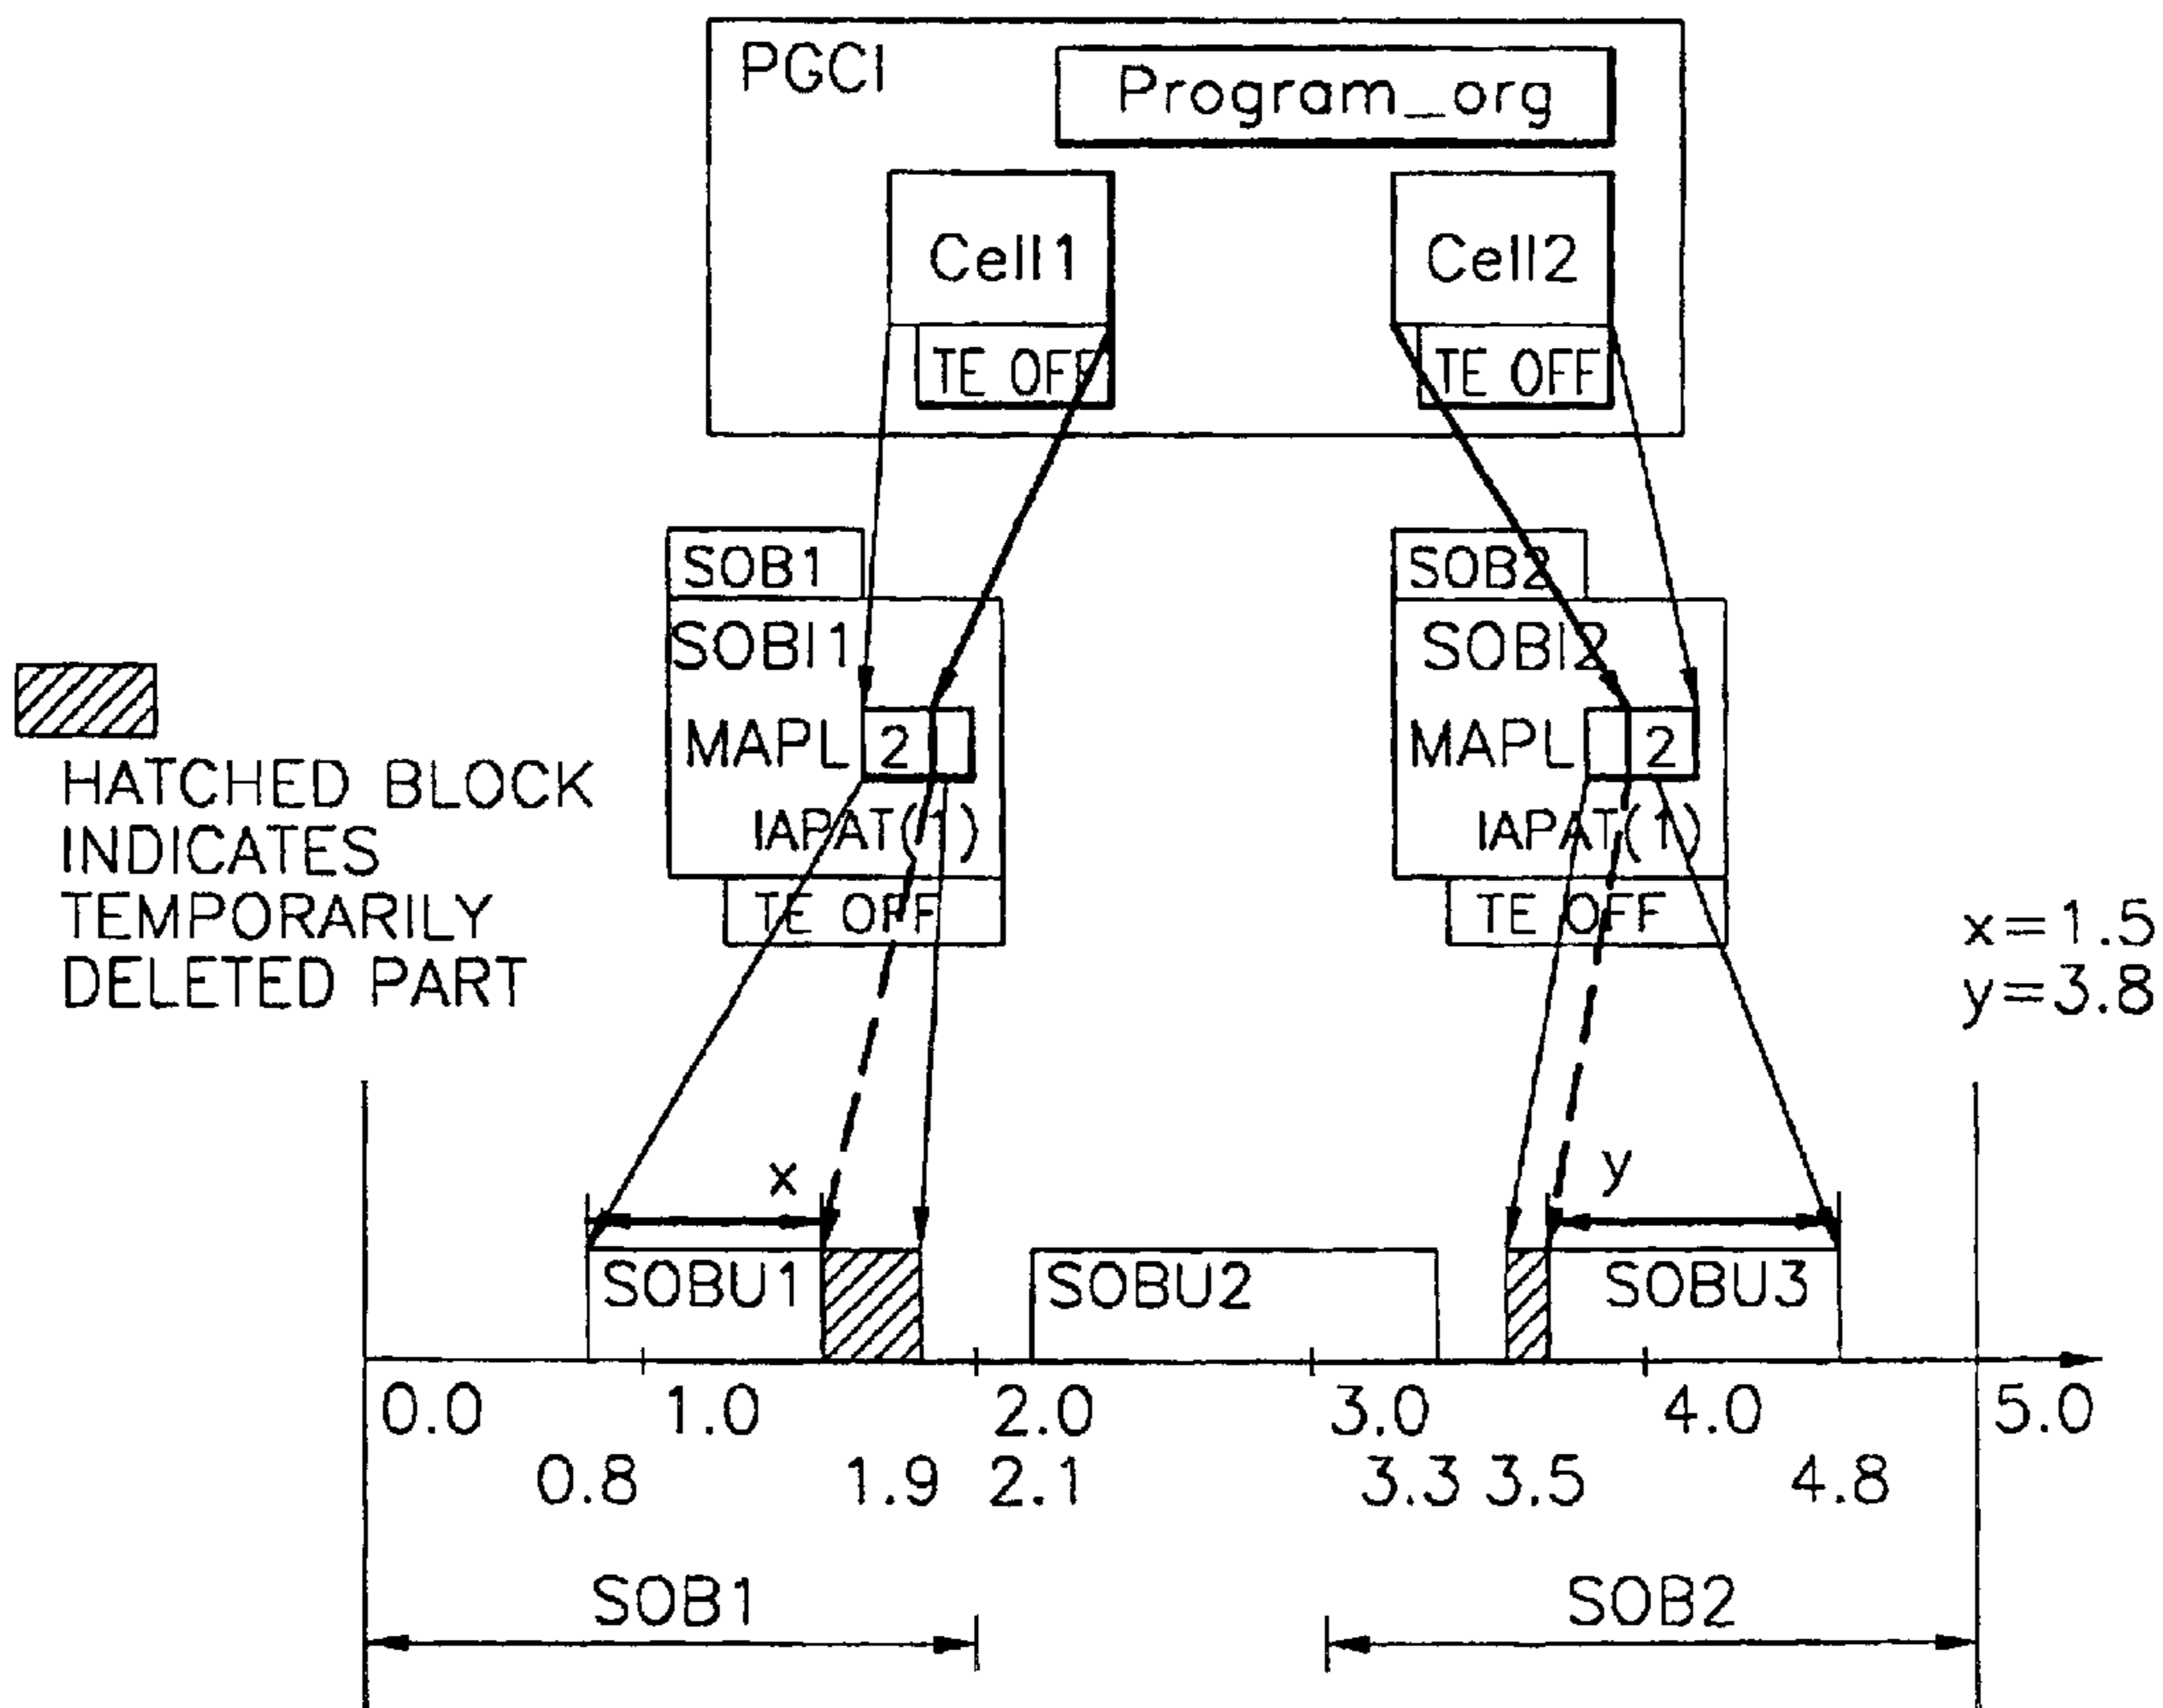 PGCI
Program_org
Cell1
Cell2
TE OFF
TE OFF
SOB1
SOB2
SOBI1
SOBI2
MAPL 2
MAPL 2
IAPAT(1)
IAPAT(1)
TE OFF
TE OFF
HATCHED BLOCK
INDICATES
TEMPORARILY
DELETED PART
x=1.5
y=3.8
x
y
SOBU1
SOBU2
SOBU3
0.0 1.0 2.0 3.0 4.0 5.0
0.8 1.9 2.1 3.3 3.5 4.8
SOB1
SOB2